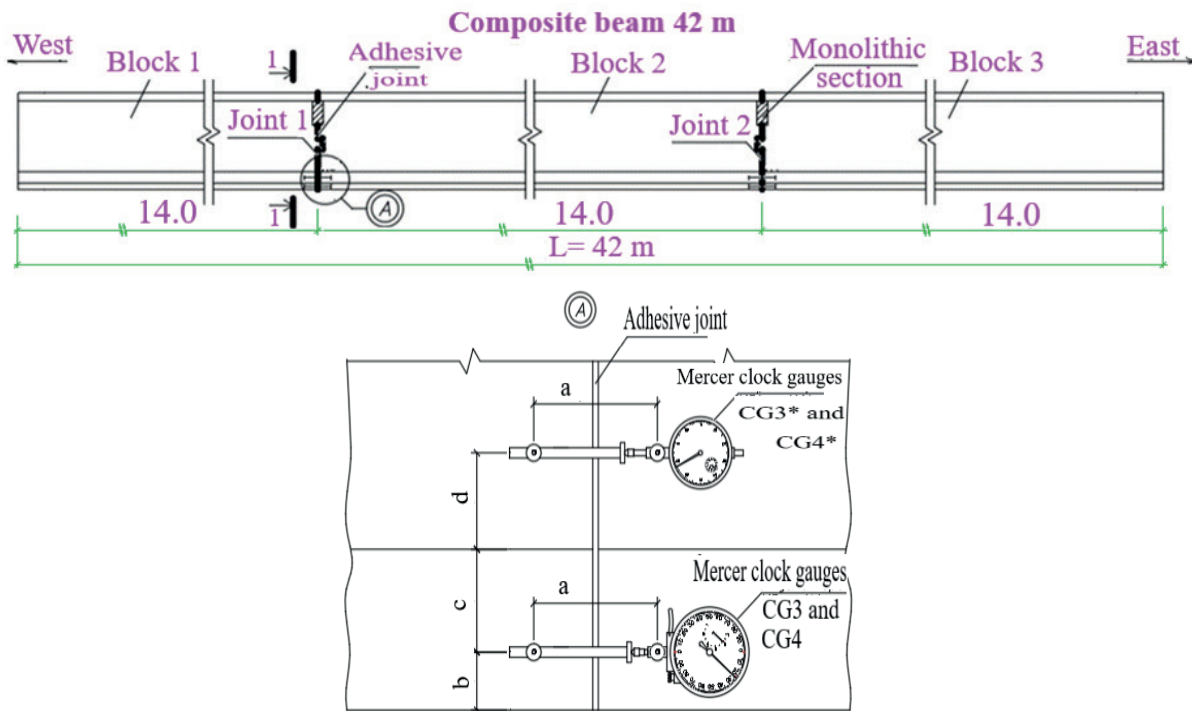 Composite beam 42 m
West
East
Block 1
1
Adhesive
joint
Block 2
Monolithic
section
Block 3
Joint 1
Joint 2
A
1
14.0
14.0
14.0
L= 42 m
A
Adhesive joint
a
Mercer clock gauges
CG3* and
CG4*
d
c
a
Mercer clock gauges
CG3 and
CG4
b